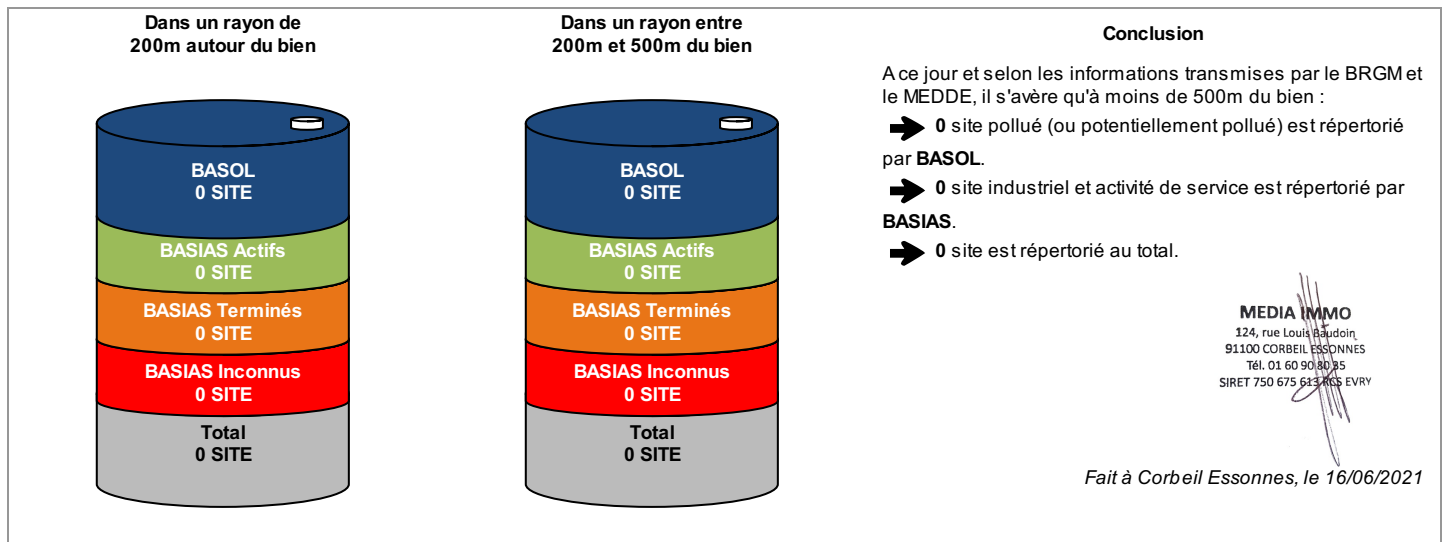 Dans un rayon de
200m autour du bien
BASOL
0 SITE
BASIAS Actifs
0 SITE
BASIAS Terminés
0 SITE
BASIAS Inconnus
0 SITE
Total
0 SITE
Dans un rayon entre
200m et 500m du bien
BASOL
0 SITE
BASIAS Actifs
0 SITE
BASIAS Terminés
0 SITE
BASIAS Inconnus
0 SITE
Total
0 SITE
Conclusion
A ce jour et selon les informations transmises par le BRGM et
le MEDDE, il s'avère qu'à moins de 500m du bien :
0 site pollué (ou potentiellement pollué) est répertorié
par BASOL.
0 site industriel et activité de service est répertorié par
BASIAS.
0 site est répertorié au total.
MEDIA IMMO
124, rue Louis Baudoin
91100 CORBEIL ESSONNES
Tél. 01 60 90 80 85
SIRET 750 675 613 RCS EVRY
Fait à Corbeil Essonnes, le 16/06/2021